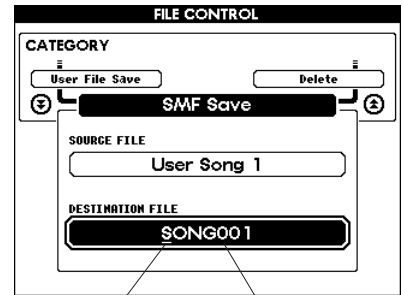 FILE CONTROL
CATEGORY
User File Save
Delete
SMF Save
SOURCE FILE
User Song 1
DESTINATION FILE
SONG001